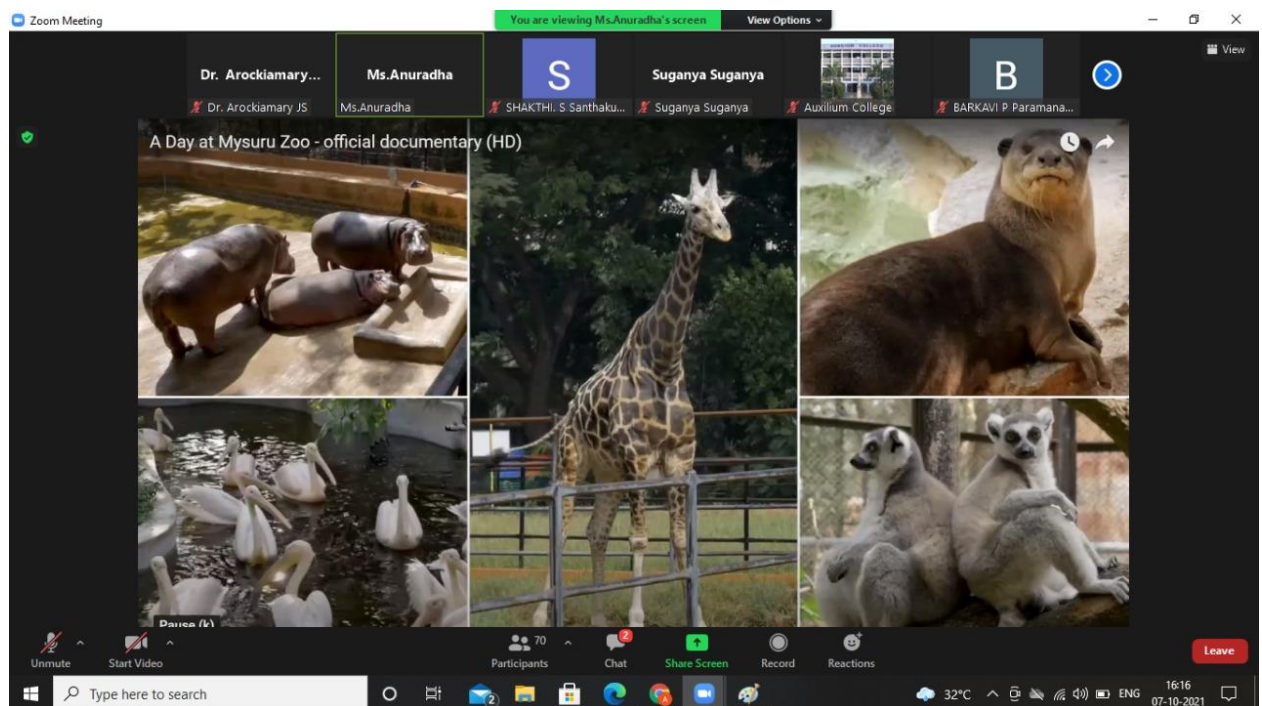 Zoom Meeting
You are viewing Ms.Anuradha's screen
View Options
View
Dr. Arockiamary...
Ms.Anuradha
S
Suganya Suganya
B
Dr. Arockiamary JS
Ms.Anuradha
SHAKTHI. S Santhaku...
Suganya Suganya
Auxilium College
BARKAVI P Paramana...
A Day at Mysuru Zoo - official documentary (HD)
Pause (k)
Unmute
Start Video
70
Participants
2
Chat
Share Screen
Record
Reactions
Leave
Type here to search
2
32°C
ENG
16:16
07-10-2021